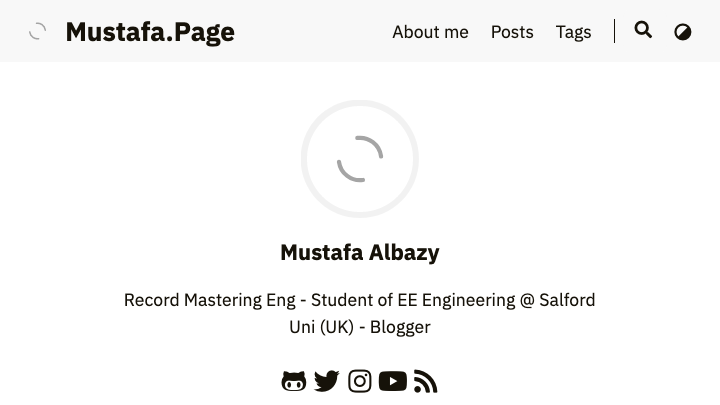 Mustafa.Page
About me Posts Tags
Mustafa Albazy
Record Mastering Eng - Student of EE Engineering @ Salford
Uni (UK) - Blogger